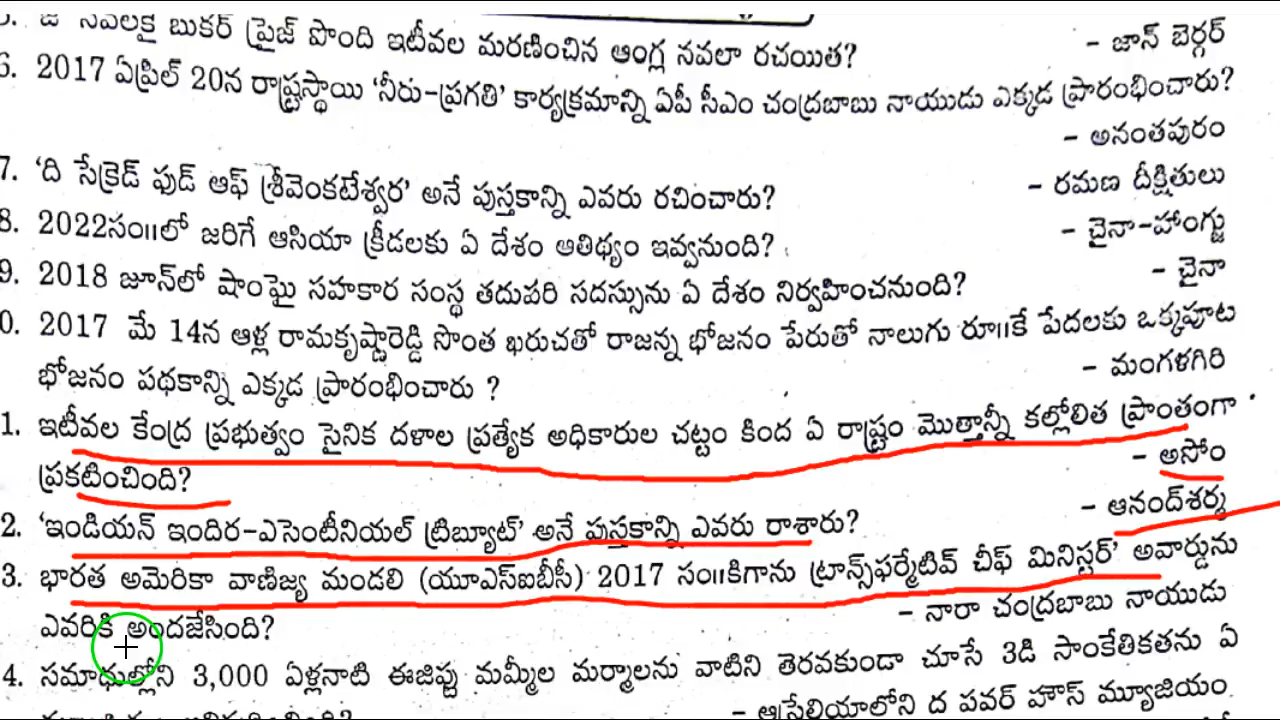 నవలకై బుకర్ ప్రైజ్ పొంది ఇటీవల మరణించిన ఆంగ్ల నవలా రచయిత? – జాన్ బెర్గర్
6. 2017 ఏప్రిల్ 20న రాష్ట్రస్థాయి 'నీరు-ప్రగతి' కార్యక్రమాన్ని ఏపీ సీఎం చంద్రబాబు నాయుడు ఎక్కడ ప్రారంభించారు?
– అనంతపురం
7. 'ది సేక్రెడ్ ఫుడ్ ఆఫ్ శ్రీవెంకటేశ్వర' అనే పుస్తకాన్ని ఎవరు రచించారు? – రమణ దీక్షితులు
8. 2022సం॥లో జరిగే ఆసియా క్రీడలకు ఏ దేశం ఆతిథ్యం ఇవ్వనుంది? – చైనా-హాంగ్జు
9. 2018 జూన్‌లో షాంఘై సహకార సంస్థ తదుపరి సదస్సును ఏ దేశం నిర్వహించనుంది? – చైనా
0. 2017 మే 14న ఆళ్ల రామకృష్ణారెడ్డి సొంత ఖరుచతో రాజన్న భోజనం పేరుతో నాలుగు రూ॥కే పేదలకు ఒక్కపూట
భోజనం పథకాన్ని ఎక్కడ ప్రారంభించారు ? – మంగళగిరి
1. ఇటీవల కేంద్ర ప్రభుత్వం సైనిక దళాల ప్రత్యేక అధికారుల చట్టం కింద ఏ రాష్ట్రం మొత్తాన్నీ కల్లోలిత ప్రాంతంగా
ప్రకటించింది? – అసోం
2. 'ఇండియన్ ఇందిర-ఎసెంటీనియల్ ట్రిబ్యూట్' అనే పుస్తకాన్ని ఎవరు రాశారు? – ఆనంద్‌శర్మ
3. భారత అమెరికా వాణిజ్య మండలి (యూఎస్ఐబీసీ) 2017 సం॥కిగాను ట్రాన్స్‌ఫర్మేటివ్ చీఫ్ మినిస్టర్' అవార్డును
ఎవరికి అందజేసింది? – నారా చంద్రబాబు నాయుడు
4. సమాధుల్లోని 3,000 ఏళ్లనాటి ఈజిప్టు మమ్మీల మర్మాలను వాటిని తెరవకుండా చూసే 3డి సాంకేతికతను ఏ
– ఆస్ట్రేలియాలోని ద పవర్ హౌస్ మ్యూజియం